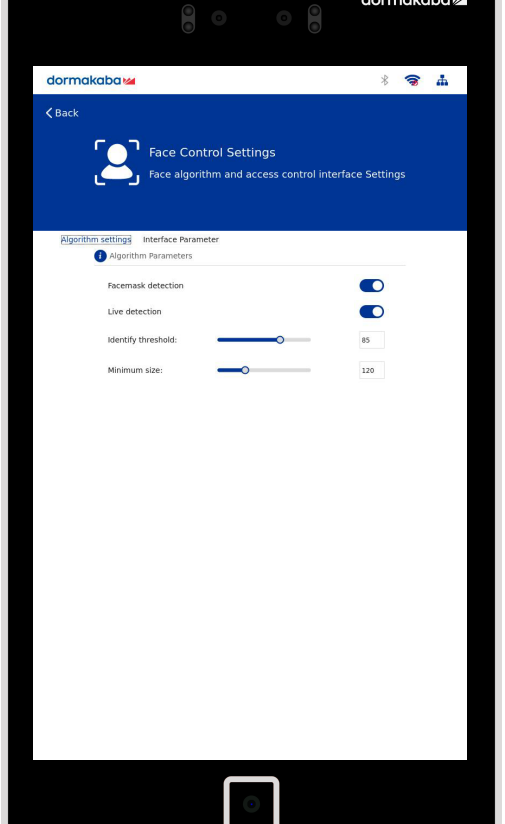 dormakaba
dormakaba
Back
Face Control Settings
Face algorithm and access control interface Settings
Algorithm settings Interface Parameter
i Algorithm Parameters
Facemask detection
Live detection
Identify threshold: 85
Minimum size: 120